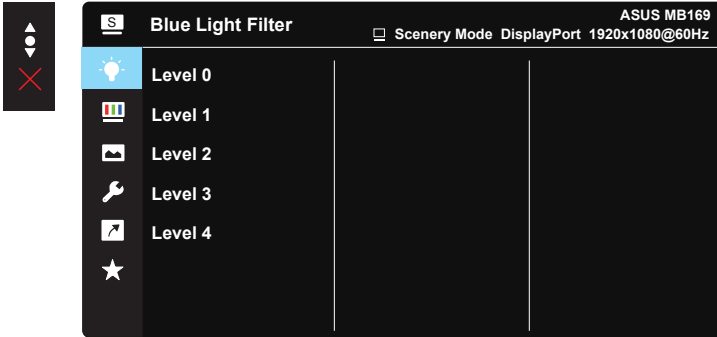 S
Blue Light Filter
ASUS MB169
Scenery Mode DisplayPort 1920x1080@60Hz
Level 0
Level 1
Level 2
Level 3
Level 4